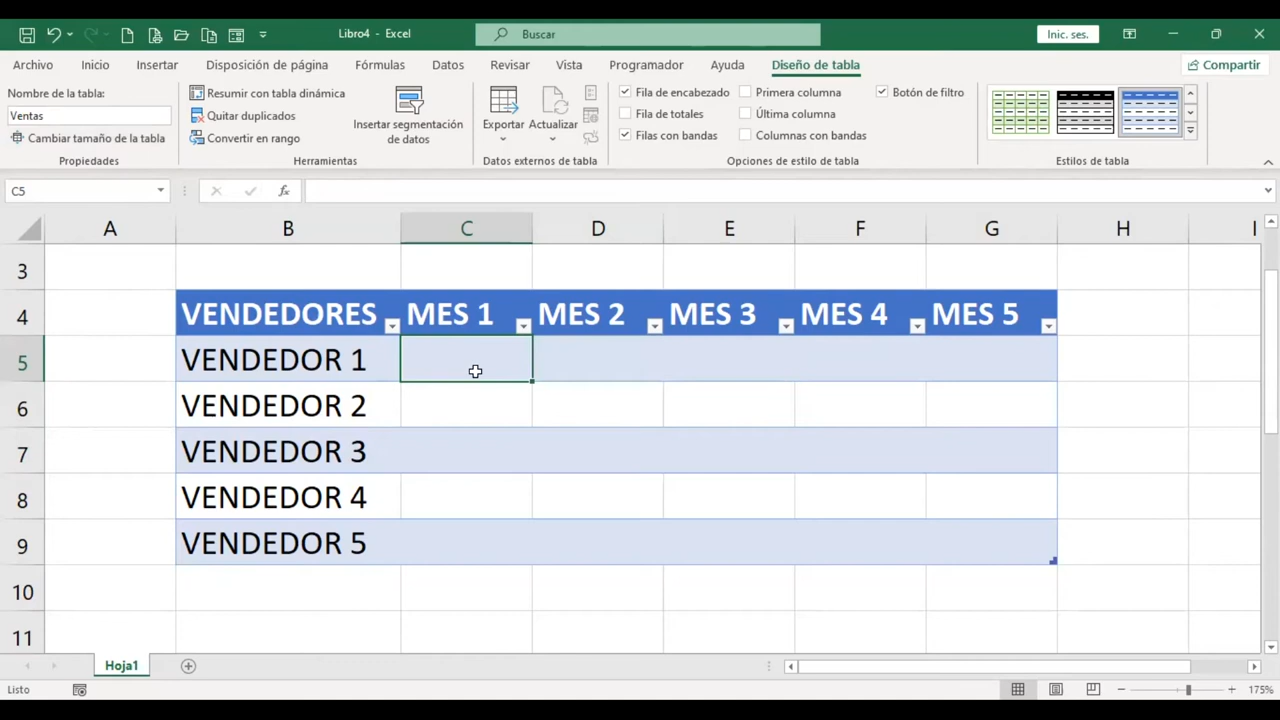 Libro4 - Excel
Buscar
Inic. ses.
Archivo Inicio Insertar Disposición de página Fórmulas Datos Revisar Vista Programador Ayuda Diseño de tabla Compartir
Nombre de la tabla:
Ventas
Cambiar tamaño de la tabla
Propiedades
Resumir con tabla dinámica
Quitar duplicados
Convertir en rango
Insertar segmentación
de datos
Herramientas
Exportar Actualizar
Datos externos de tabla
Fila de encabezado Primera columna Botón de filtro
Fila de totales Última columna
Filas con bandas Columnas con bandas
Opciones de estilo de tabla
Estilos de tabla
C5 fx
A B C D E F G H I
3
4 VENDEDORES MES 1 MES 2 MES 3 MES 4 MES 5
5 VENDEDOR 1
6 VENDEDOR 2
7 VENDEDOR 3
8 VENDEDOR 4
9 VENDEDOR 5
10
11
Hoja1
Listo 175%